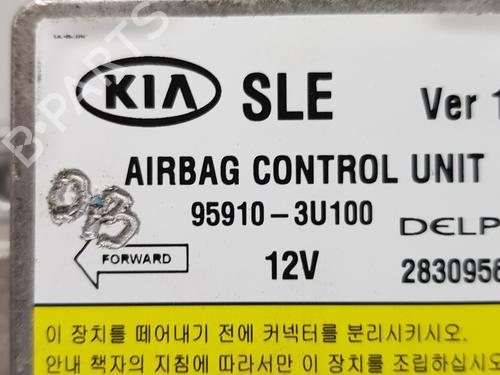 KIA SLE Ver 1
AIRBAG CONTROL UNIT
95910-3U100 DELP
FORWARD 12V 2830956
이 장치를 떼어내기 전에 커넥터를 분리시키시오.
안내 책자의 지침에 따라서만 이 장치를 조립하십시
B-PARTS